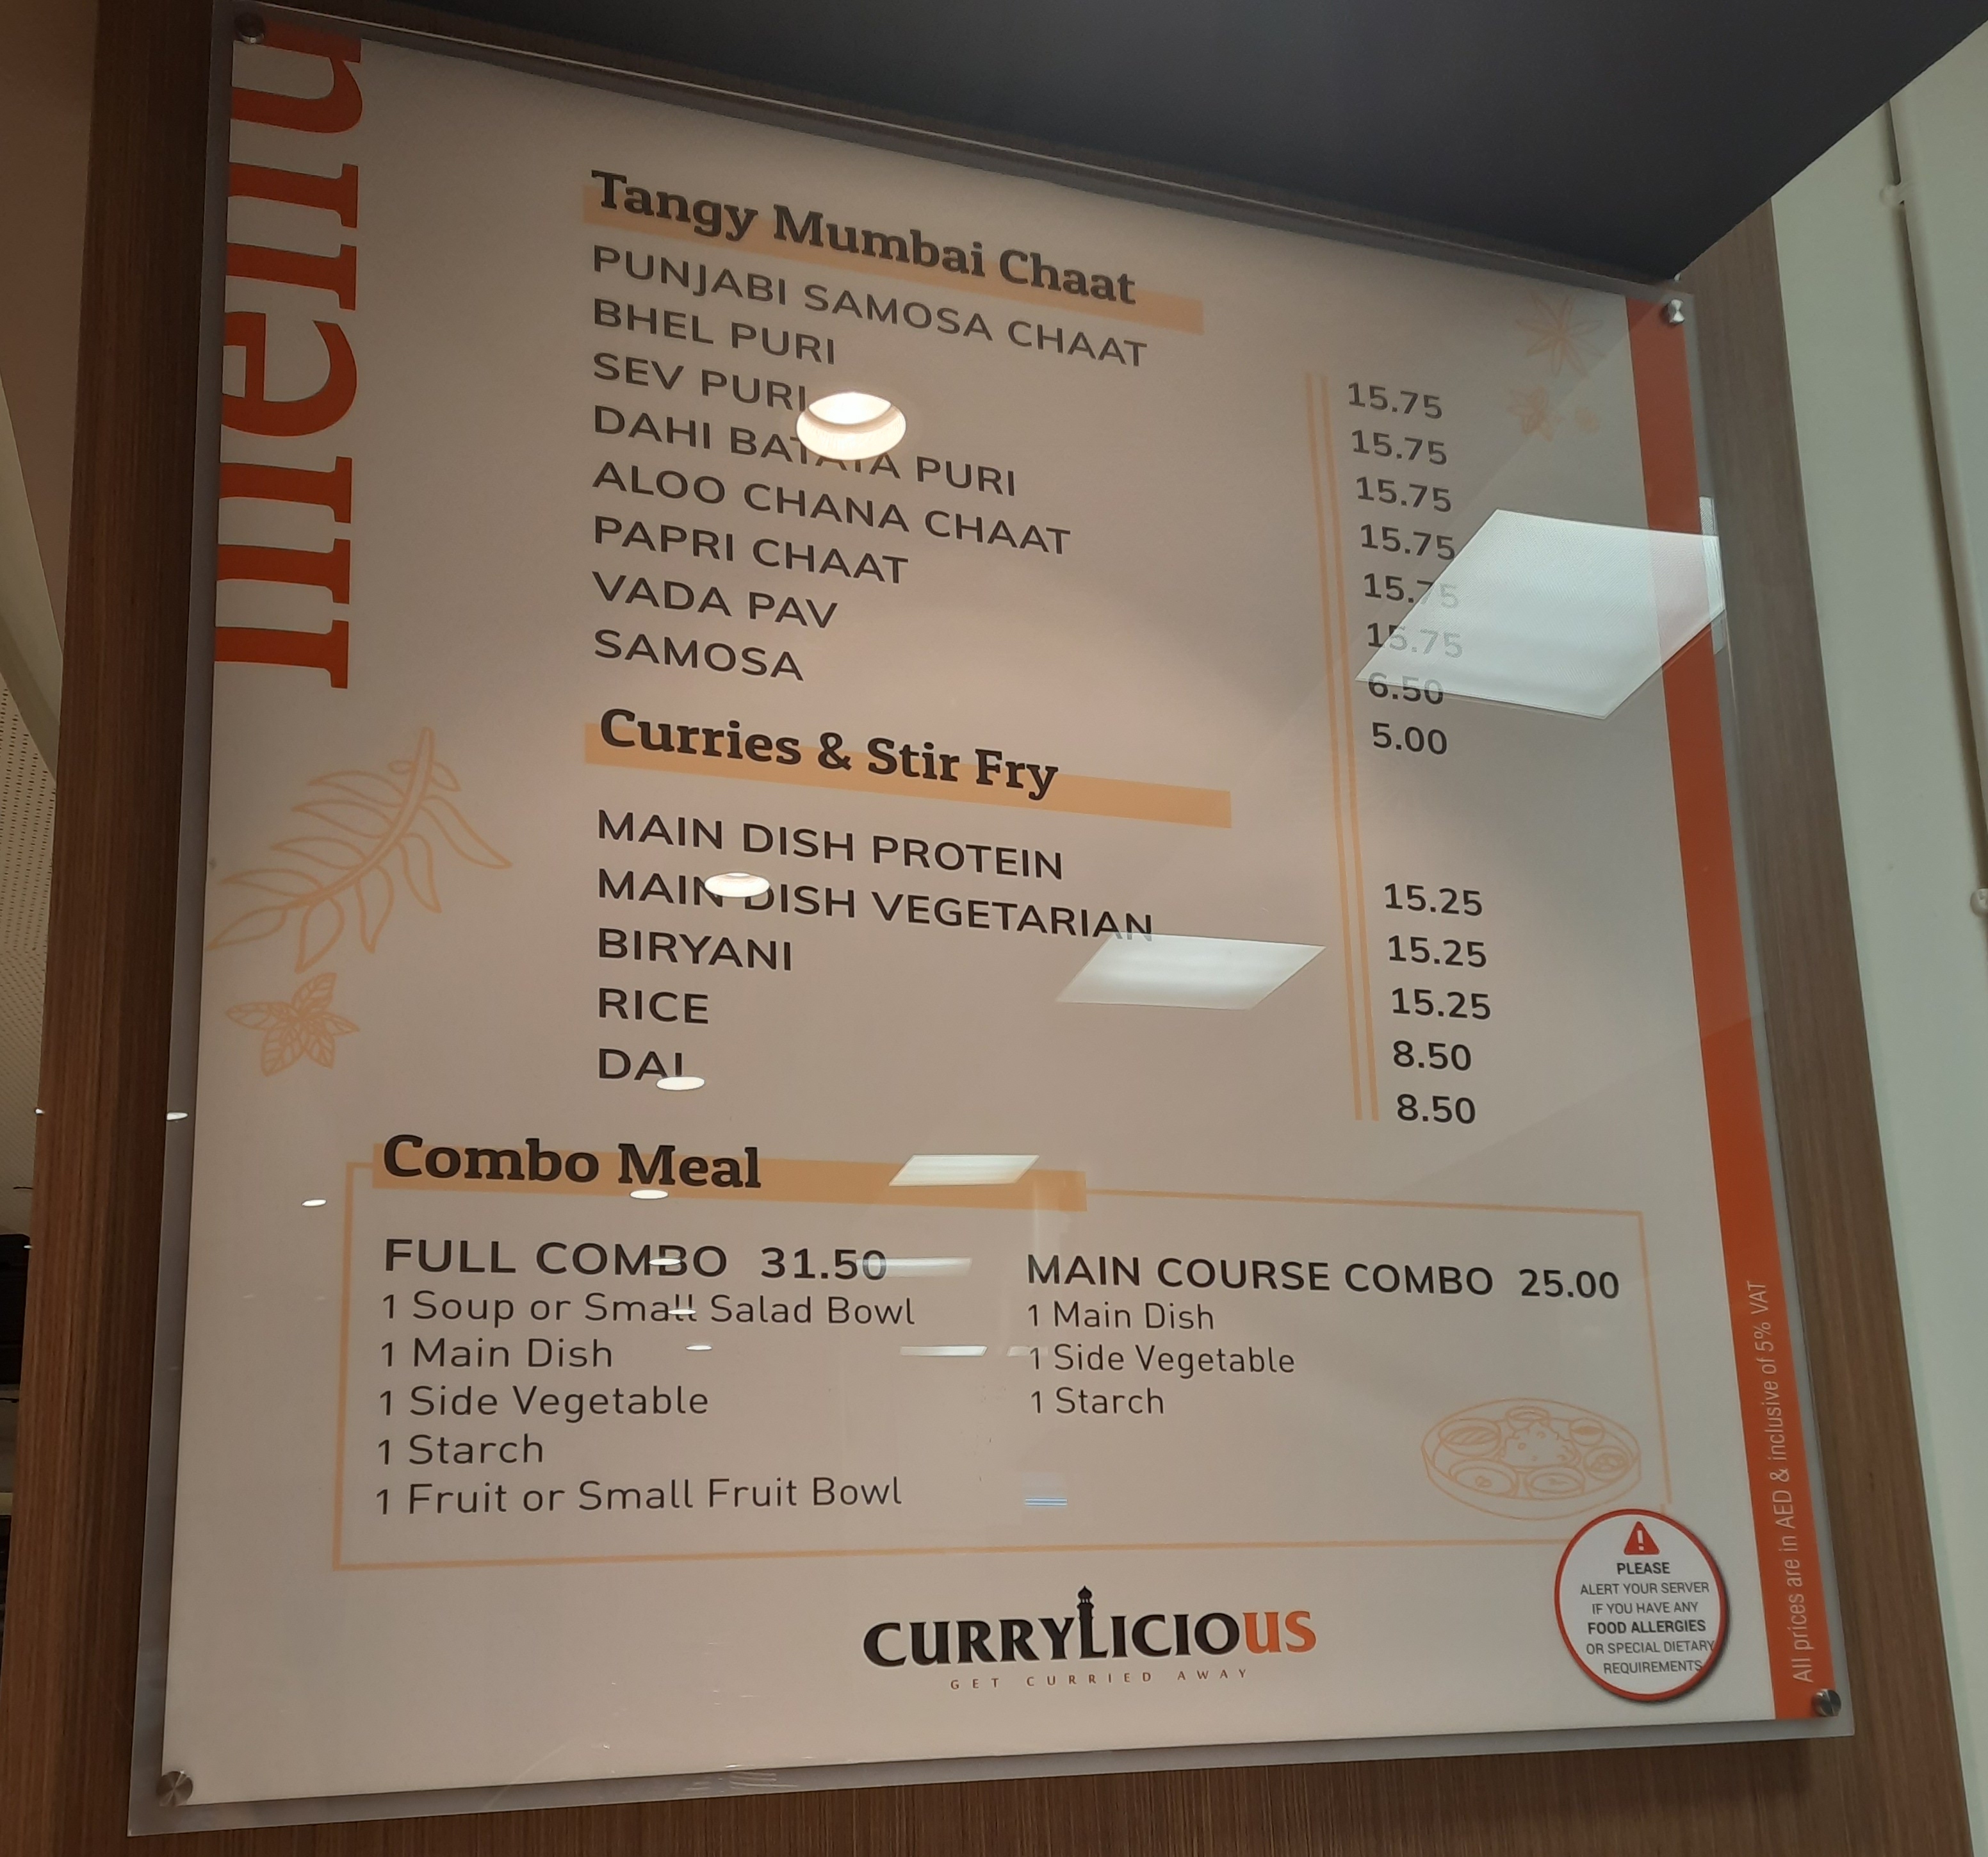 menu
Tangy Mumbai Chaat
PUNJABI SAMOSA CHAAT 15.75
BHEL PURI 15.75
SEV PURI 15.75
DAHI BATATA PURI 15.75
ALOO CHANA CHAAT 15.75
PAPRI CHAAT 15.75
VADA PAV 6.50
SAMOSA 5.00
Curries & Stir Fry
MAIN DISH PROTEIN 15.25
MAIN DISH VEGETARIAN 15.25
BIRYANI 15.25
RICE 8.50
DAL 8.50
Combo Meal
FULL COMBO 31.50
1 Soup or Small Salad Bowl
1 Main Dish
1 Side Vegetable
1 Starch
1 Fruit or Small Fruit Bowl
MAIN COURSE COMBO 25.00
1 Main Dish
1 Side Vegetable
1 Starch
CURRYLICIOUS
GET CURRIED AWAY
PLEASE
ALERT YOUR SERVER
IF YOU HAVE ANY
FOOD ALLERGIES
OR SPECIAL DIETARY
REQUIREMENTS
All prices are in AED & inclusive of 5% VAT